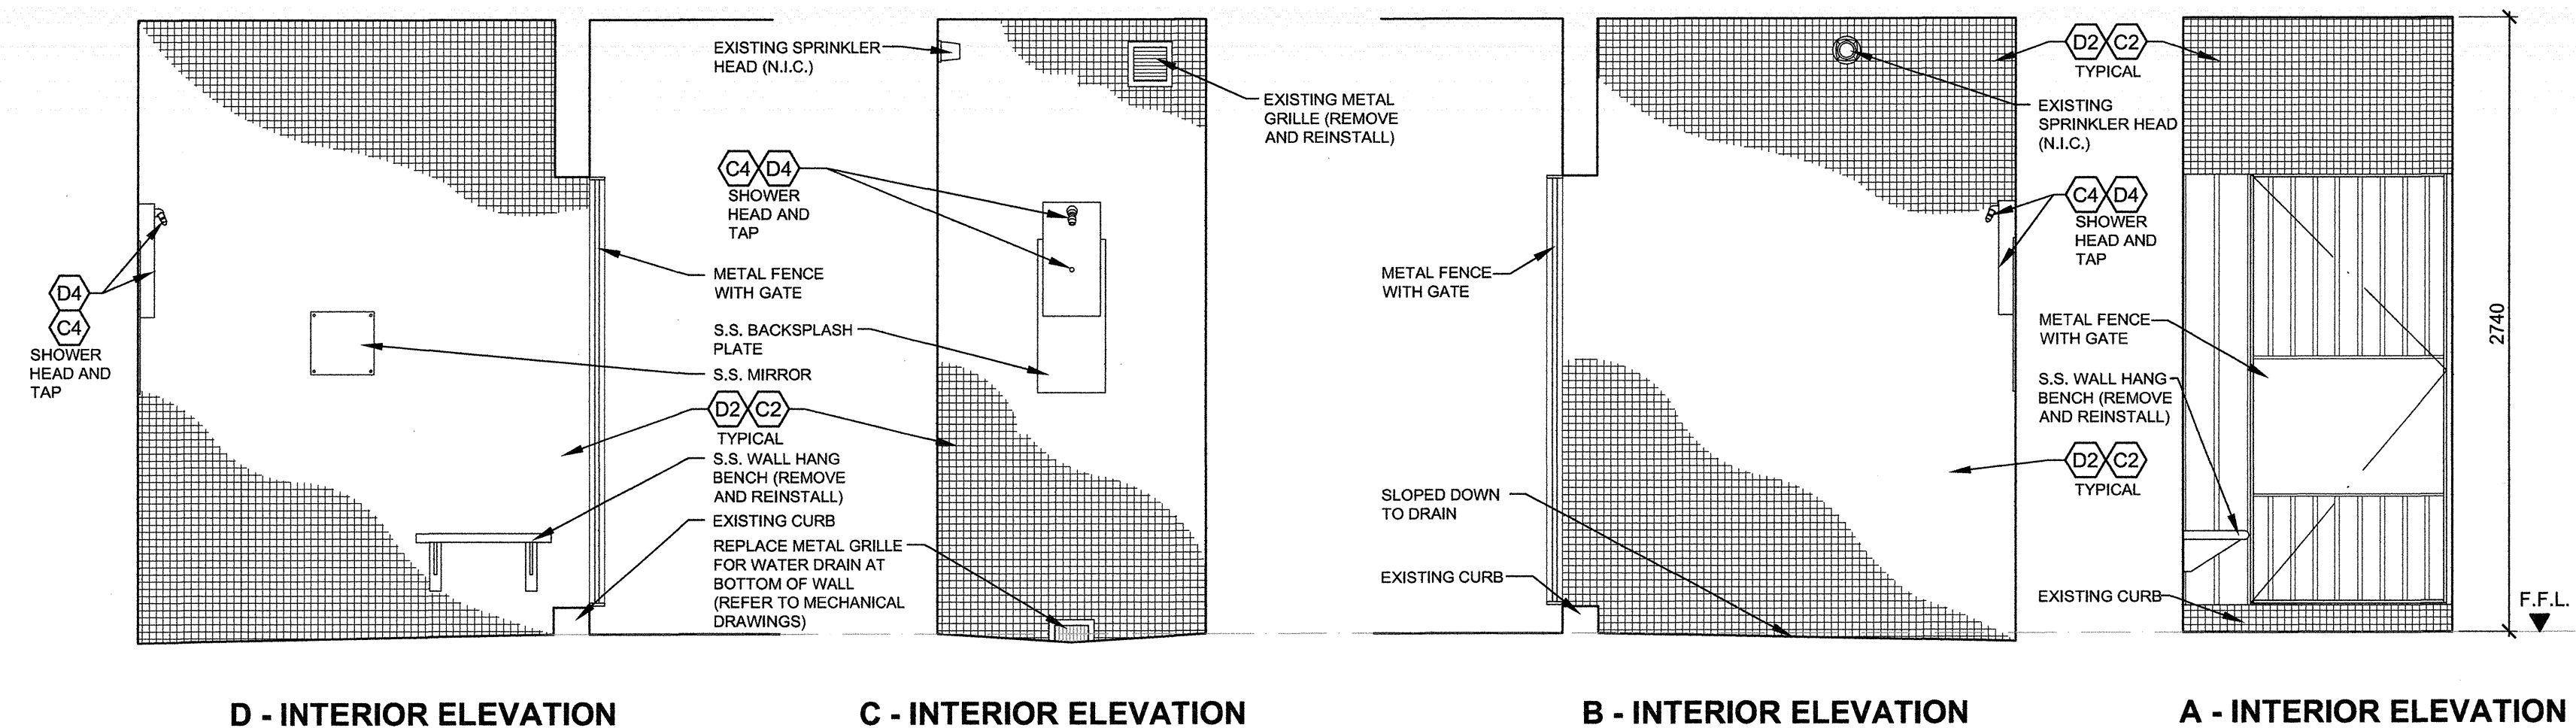 D4
C4
SHOWER
HEAD AND
TAP
EXISTING SPRINKLER
HEAD (N.I.C.)
C4 D4
SHOWER
HEAD AND
TAP
METAL FENCE
WITH GATE
S.S. BACKSPLASH
PLATE
S.S. MIRROR
D2 C2
TYPICAL
S.S. WALL HANG
BENCH (REMOVE
AND REINSTALL)
EXISTING CURB
REPLACE METAL GRILLE
FOR WATER DRAIN AT
BOTTOM OF WALL
(REFER TO MECHANICAL
DRAWINGS)
EXISTING METAL
GRILLE (REMOVE
AND REINSTALL)
METAL FENCE
WITH GATE
SLOPED DOWN
TO DRAIN
EXISTING CURB
D2 C2
TYPICAL
EXISTING
SPRINKLER HEAD
(N.I.C.)
C4 D4
SHOWER
HEAD AND
TAP
METAL FENCE
WITH GATE
S.S. WALL HANG
BENCH (REMOVE
AND REINSTALL)
D2 C2
TYPICAL
EXISTING CURB
2740
F.F.L.
D - INTERIOR ELEVATION
C - INTERIOR ELEVATION
B - INTERIOR ELEVATION
A - INTERIOR ELEVATION